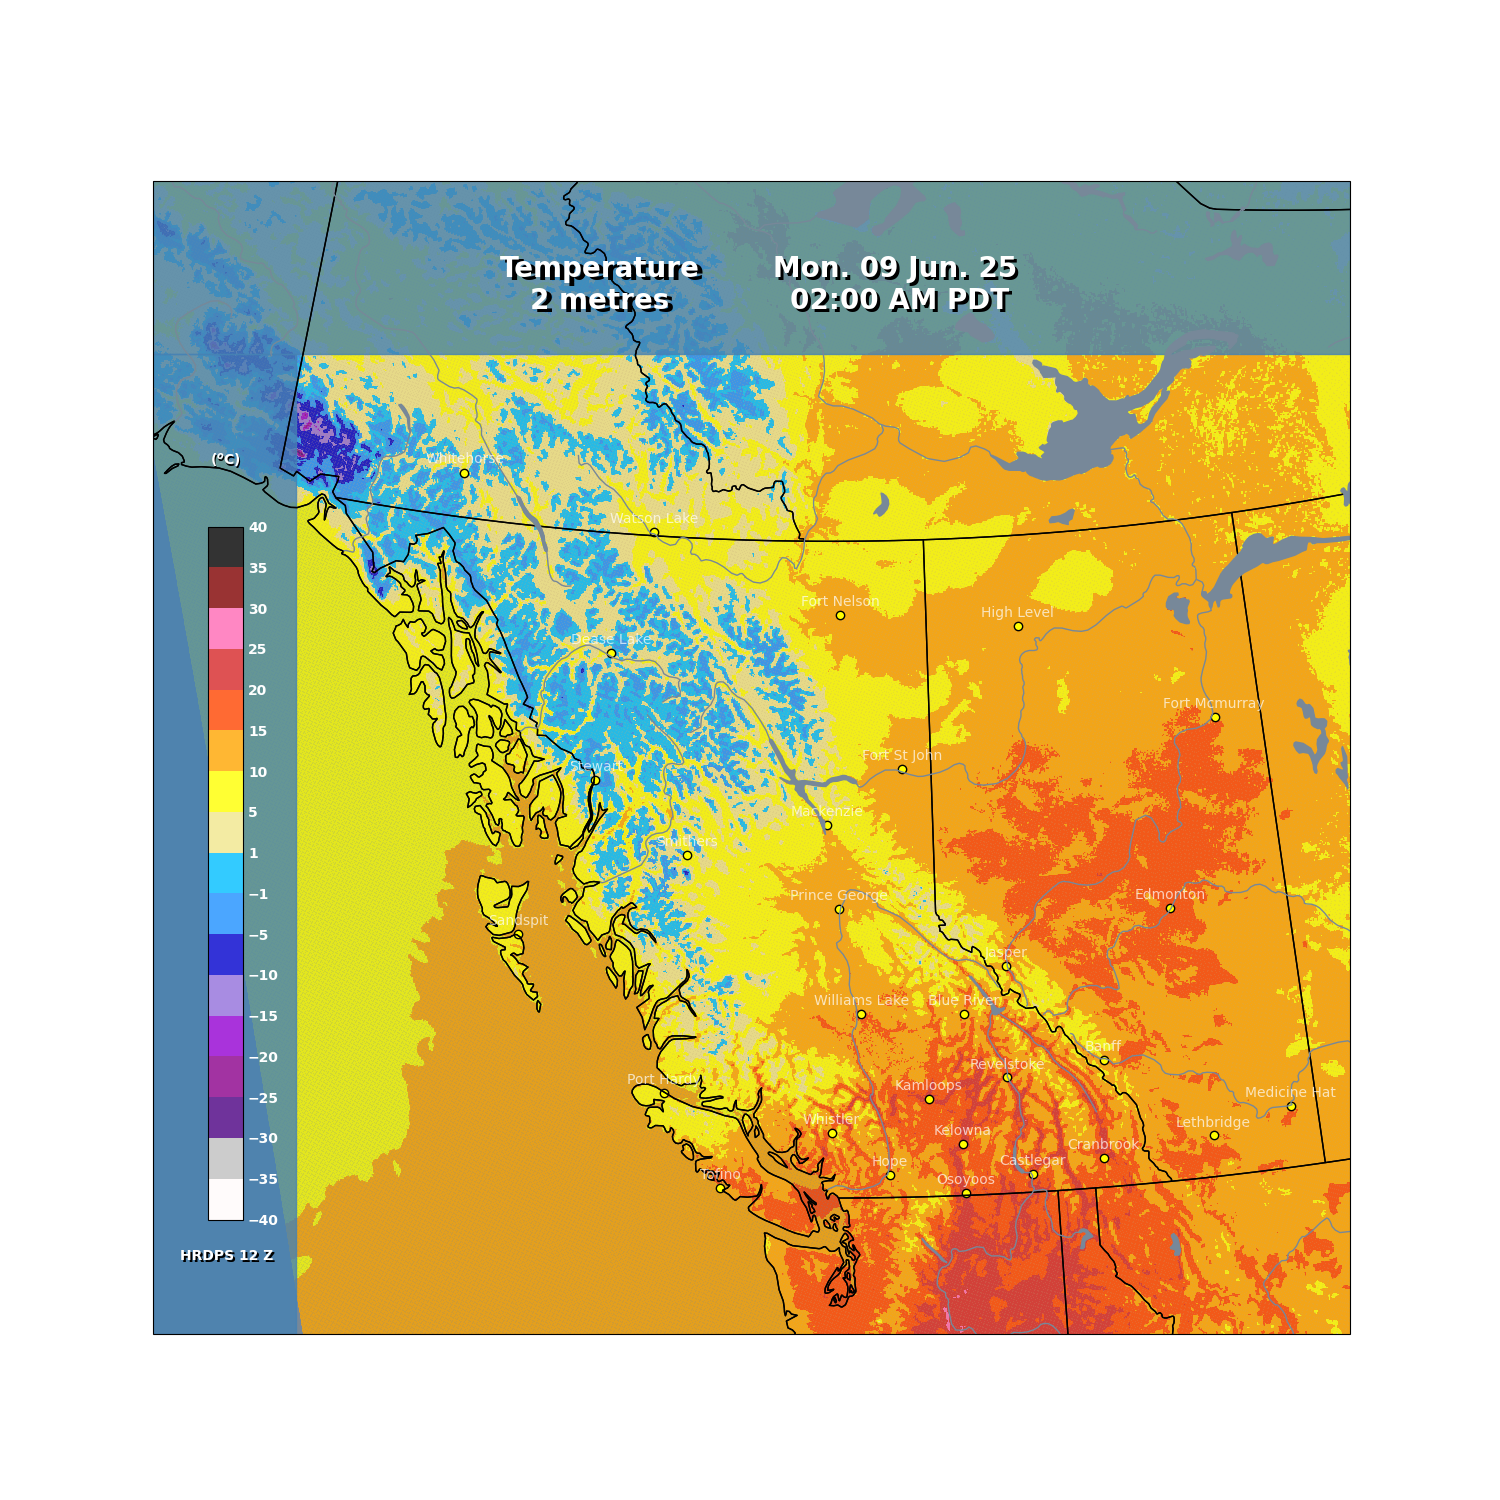 Temperature
2 metres
Mon. 09 Jun. 25
02:00 AM PDT
(°C)
40
35
30
25
20
15
10
5
1
−1
−5
−10
−15
−20
−25
−30
−35
−40
HRDPS 12 Z
Whitehorse
Watson Lake
Fort Nelson
High Level
Dease Lake
Fort Mcmurray
Fort St John
Stewart
Mackenzie
Smithers
Prince George
Edmonton
Sandspit
Jasper
Williams Lake
Blue River
Banff
Revelstoke
Port Hardy
Kamloops
Medicine Hat
Whistler
Lethbridge
Kelowna
Cranbrook
Hope
Castlegar
Tofino
Osoyoos